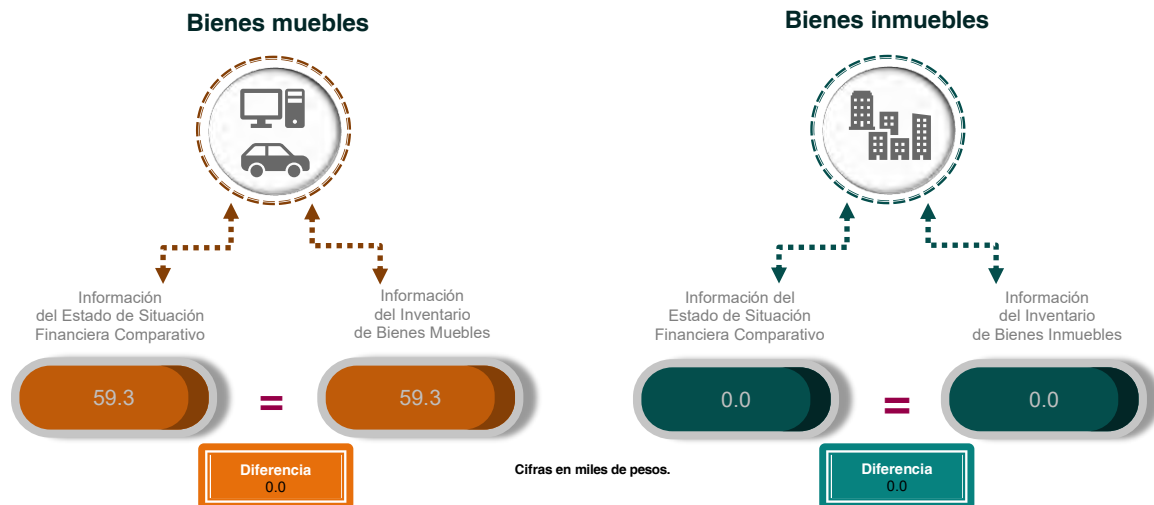 Bienes muebles
Información
del Estado de Situación
Financiera Comparativo
Información
del Inventario
de Bienes Muebles
59.3
=
59.3
Diferencia
0.0
Cifras en miles de pesos.
Bienes inmuebles
Información del
Estado de Situación
Financiera Comparativo
Información
del Inventario
de Bienes Inmuebles
0.0
=
0.0
Diferencia
0.0